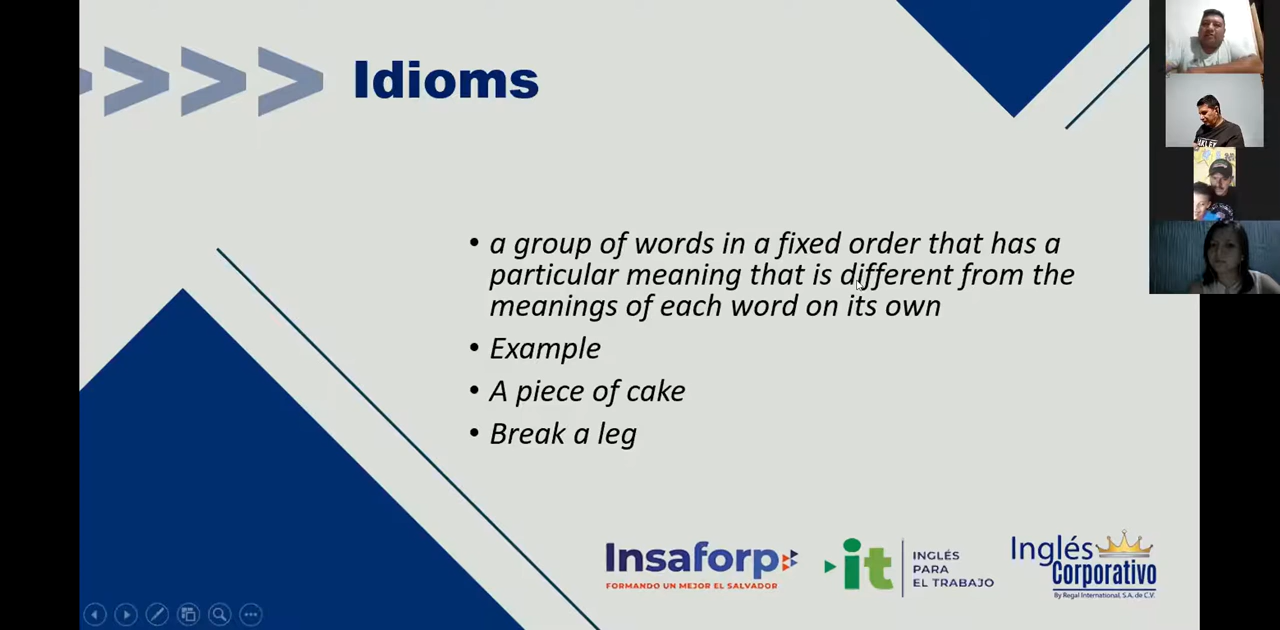 Idioms
• a group of words in a fixed order that has a
particular meaning that is different from the
meanings of each word on its own
• Example
• A piece of cake
• Break a leg
Insaforp
FORMANDO UN MEJOR EL SALVADOR
it
INGLÉS
PARA
EL TRABAJO
Inglés
Corporativo
By Regal International, S.A. de C.V.